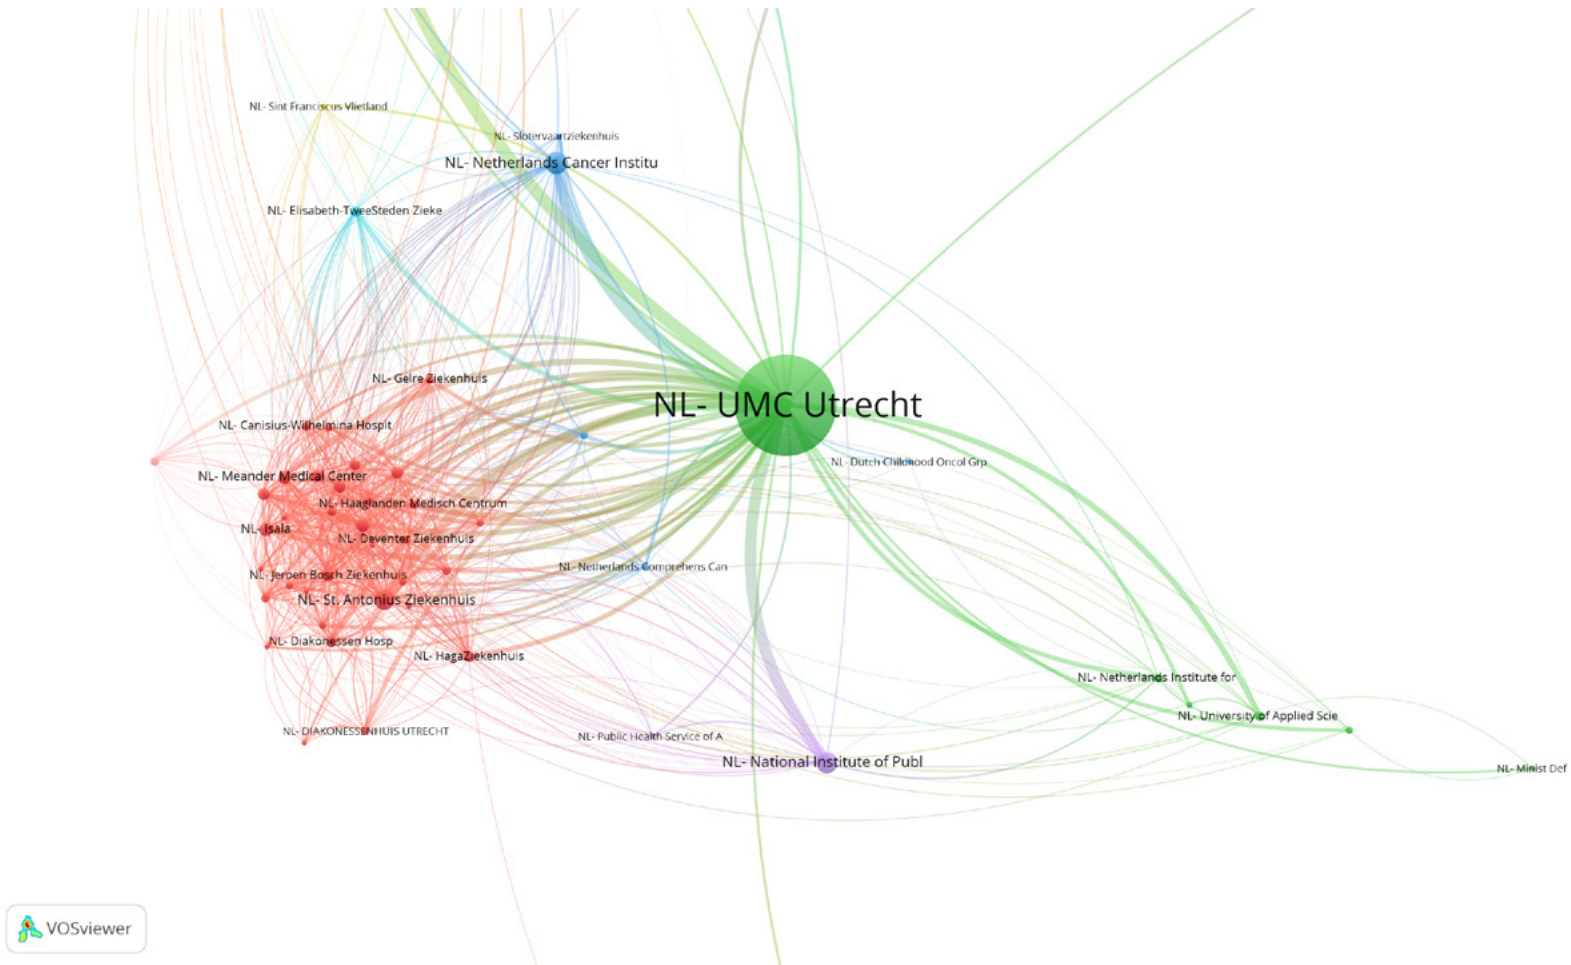 NL- Sint Franciscus Vlietland
NL- Slotervaartziekenhuis
NL- Netherlands Cancer Institu
NL- Elisabeth-TweeSteden Zieke
NL- Gelre Ziekenhuis
NL- UMC Utrecht
NL- Canisius-Wilhelmina Hospit
NL- Dutch Childhood Oncol Grp
NL- Meander Medical Center
NL- Haaglanden Medisch Centrum
NL- Isala
NL- Deventer Ziekenhuis
NL- Netherlands Comprehens Can
NL- Jeroen Bosch Ziekenhuis
NL- St. Antonius Ziekenhuis
NL- Diakonessen Hosp
NL- HagaZiekenhuis
NL- Netherlands Institute for
NL- University of Applied Scie
NL- DIAKONESSENHUIS UTRECHT
NL- Public Health Service of A
NL- National Institute of Publ
NL- Minist Def
VOSviewer